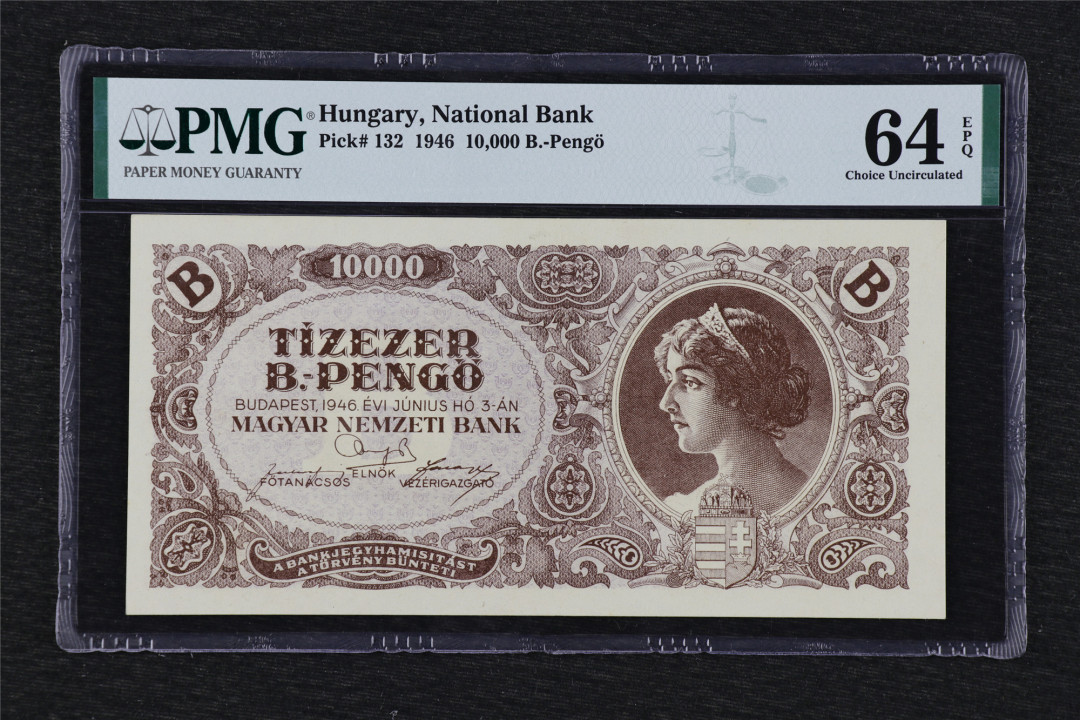 PMG®
PAPER MONEY GUARANTY
Hungary, National Bank
Pick# 132 1946 10,000 B.-Pengö
64 EPQ
Choice Uncirculated
B
10000
B
TÍZEZER
B.-PENGŐ
BUDAPEST, 1946. ÉVI JÚNIUS HÓ 3-ÁN
MAGYAR NEMZETI BANK
FŐTANÁCSOS ELNÖK VEZÉRIGAZGATÓ
A BANKJEGYHAMISITÁST
A TÖRVÉNY BÜNTETI